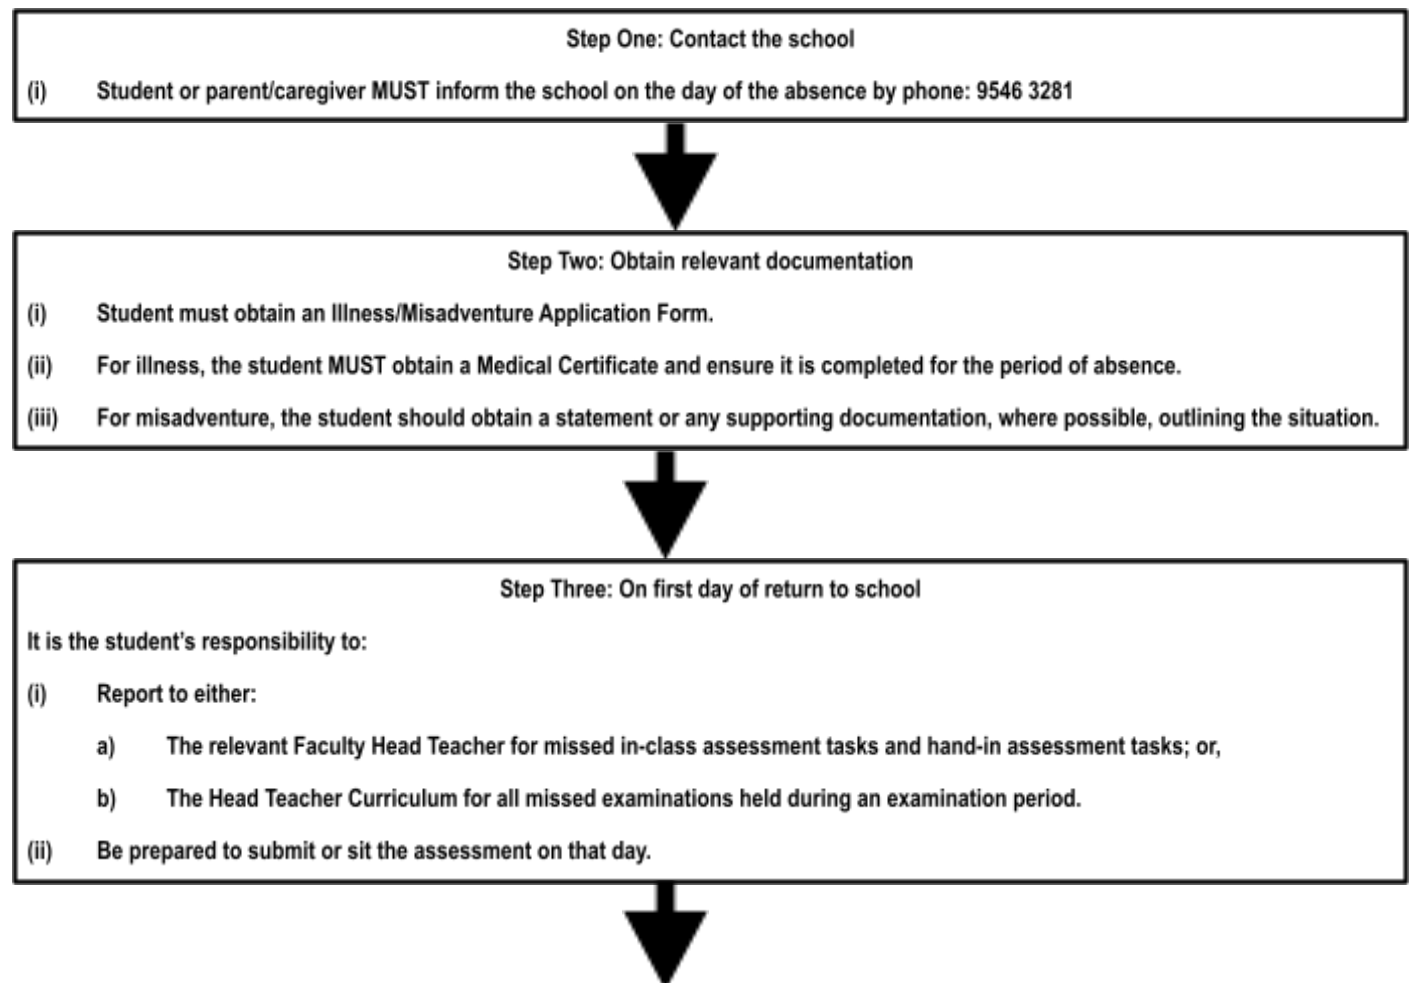 Step One: Contact the school
(i) Student or parent/caregiver MUST inform the school on the day of the absence by phone: 9546 3281
Step Two: Obtain relevant documentation
(i) Student must obtain an Illness/Misadventure Application Form.
(ii) For illness, the student MUST obtain a Medical Certificate and ensure it is completed for the period of absence.
(iii) For misadventure, the student should obtain a statement or any supporting documentation, where possible, outlining the situation.
Step Three: On first day of return to school
It is the student’s responsibility to:
(i) Report to either:
a) The relevant Faculty Head Teacher for missed in-class assessment tasks and hand-in assessment tasks; or,
b) The Head Teacher Curriculum for all missed examinations held during an examination period.
(ii) Be prepared to submit or sit the assessment on that day.